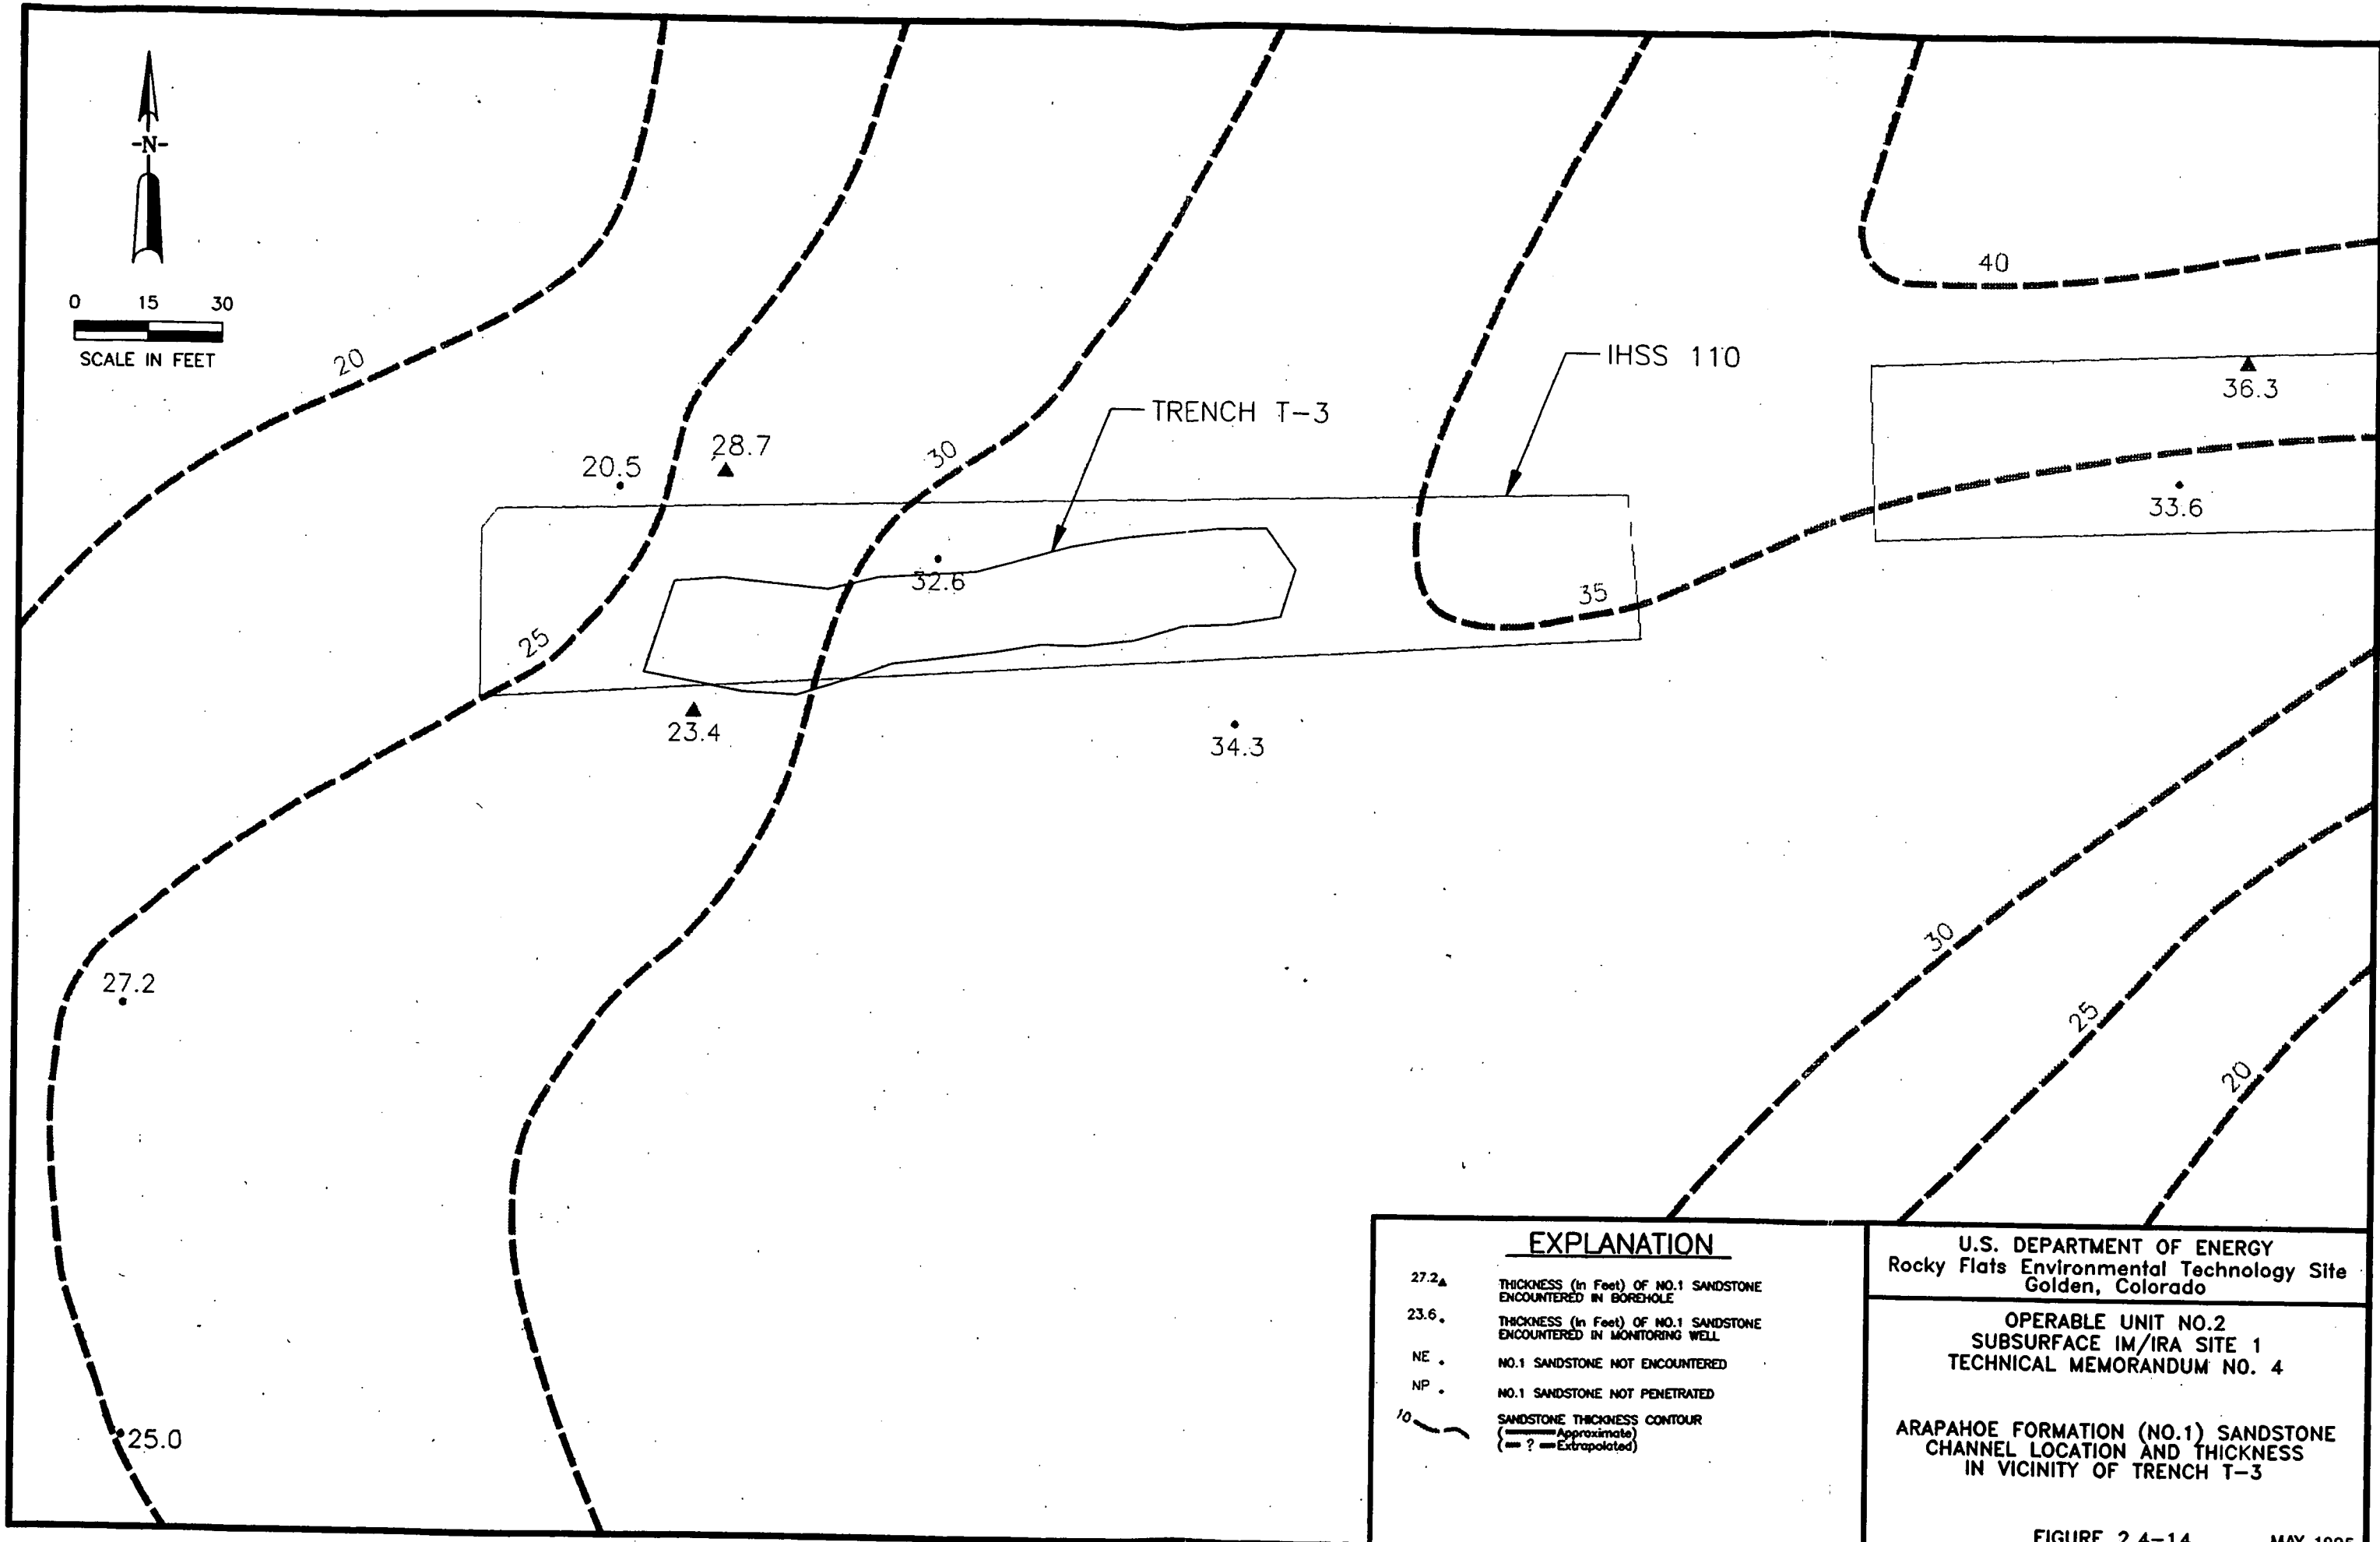 -N-
0 15 30
SCALE IN FEET
20
40
IHSS 110
36.3
TRENCH T-3
28.7
30
20.5
33.6
32.6
35
25
23.4
34.3
30
27.2
25
20
25.0
EXPLANATION
27.2
THICKNESS (In Feet) OF NO.1 SANDSTONE
ENCOUNTERED IN BOREHOLE
23.6
THICKNESS (In Feet) OF NO.1 SANDSTONE
ENCOUNTERED IN MONITORING WELL
NE
NO.1 SANDSTONE NOT ENCOUNTERED
NP
NO.1 SANDSTONE NOT PENETRATED
10
SANDSTONE THICKNESS CONTOUR
( Approximate)
( ? Extrapolated)
U.S. DEPARTMENT OF ENERGY
Rocky Flats Environmental Technology Site
Golden, Colorado
OPERABLE UNIT NO.2
SUBSURFACE IM/IRA SITE 1
TECHNICAL MEMORANDUM NO. 4
ARAPAHOE FORMATION (NO.1) SANDSTONE
CHANNEL LOCATION AND THICKNESS
IN VICINITY OF TRENCH T-3
FIGURE 2.4-14 MAY 1995